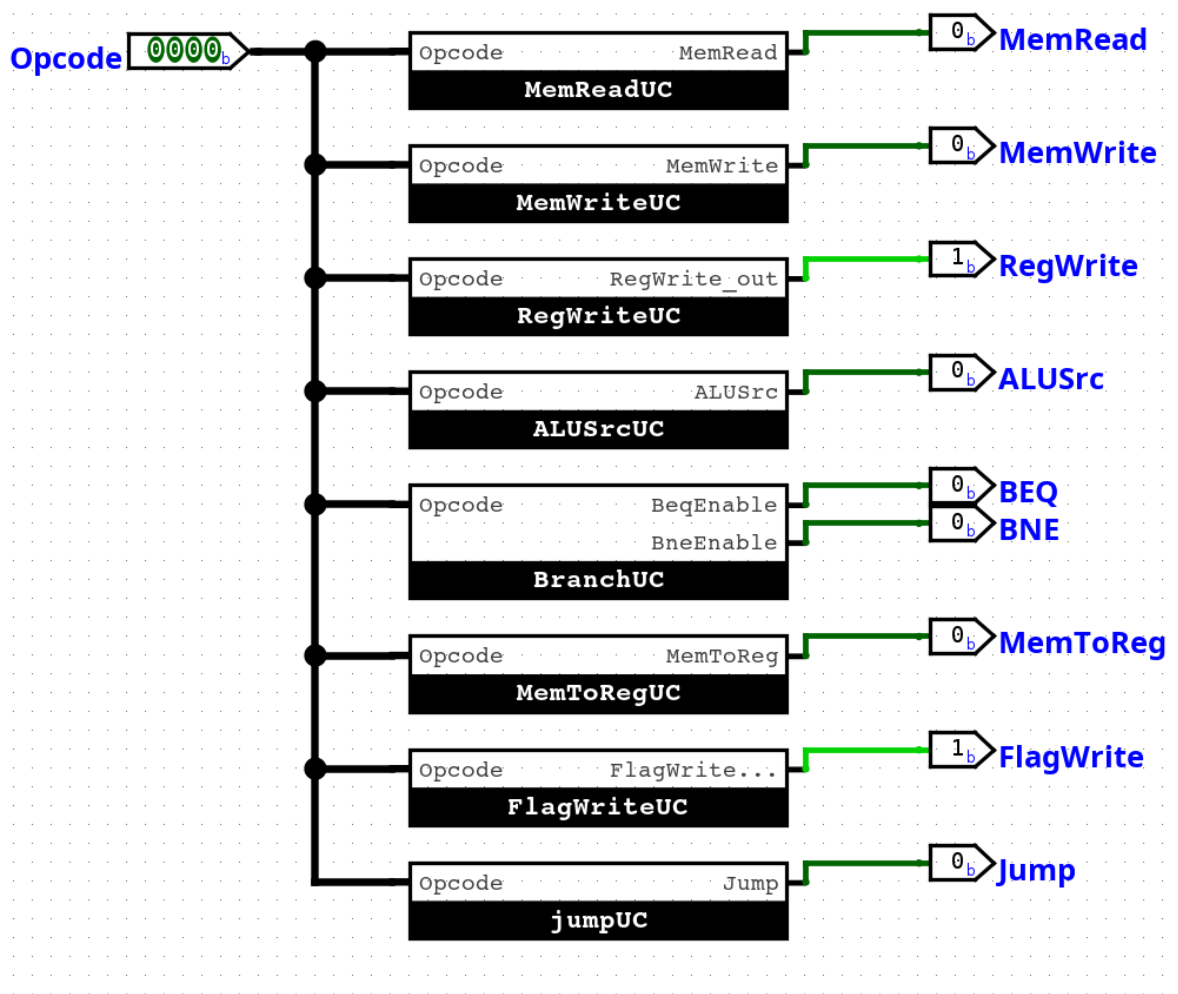 Opcode 0000b
Opcode MemRead
MemReadUC
0b MemRead
Opcode MemWrite
MemWriteUC
0b MemWrite
Opcode RegWrite_out
RegWriteUC
1b RegWrite
Opcode ALUSrc
ALUSrcUC
0b ALUSrc
Opcode BeqEnable
BneEnable
BranchUC
0b BEQ
0b BNE
Opcode MemToReg
MemToRegUC
0b MemToReg
Opcode FlagWrite...
FlagWriteUC
1b FlagWrite
Opcode Jump
jumpUC
0b Jump